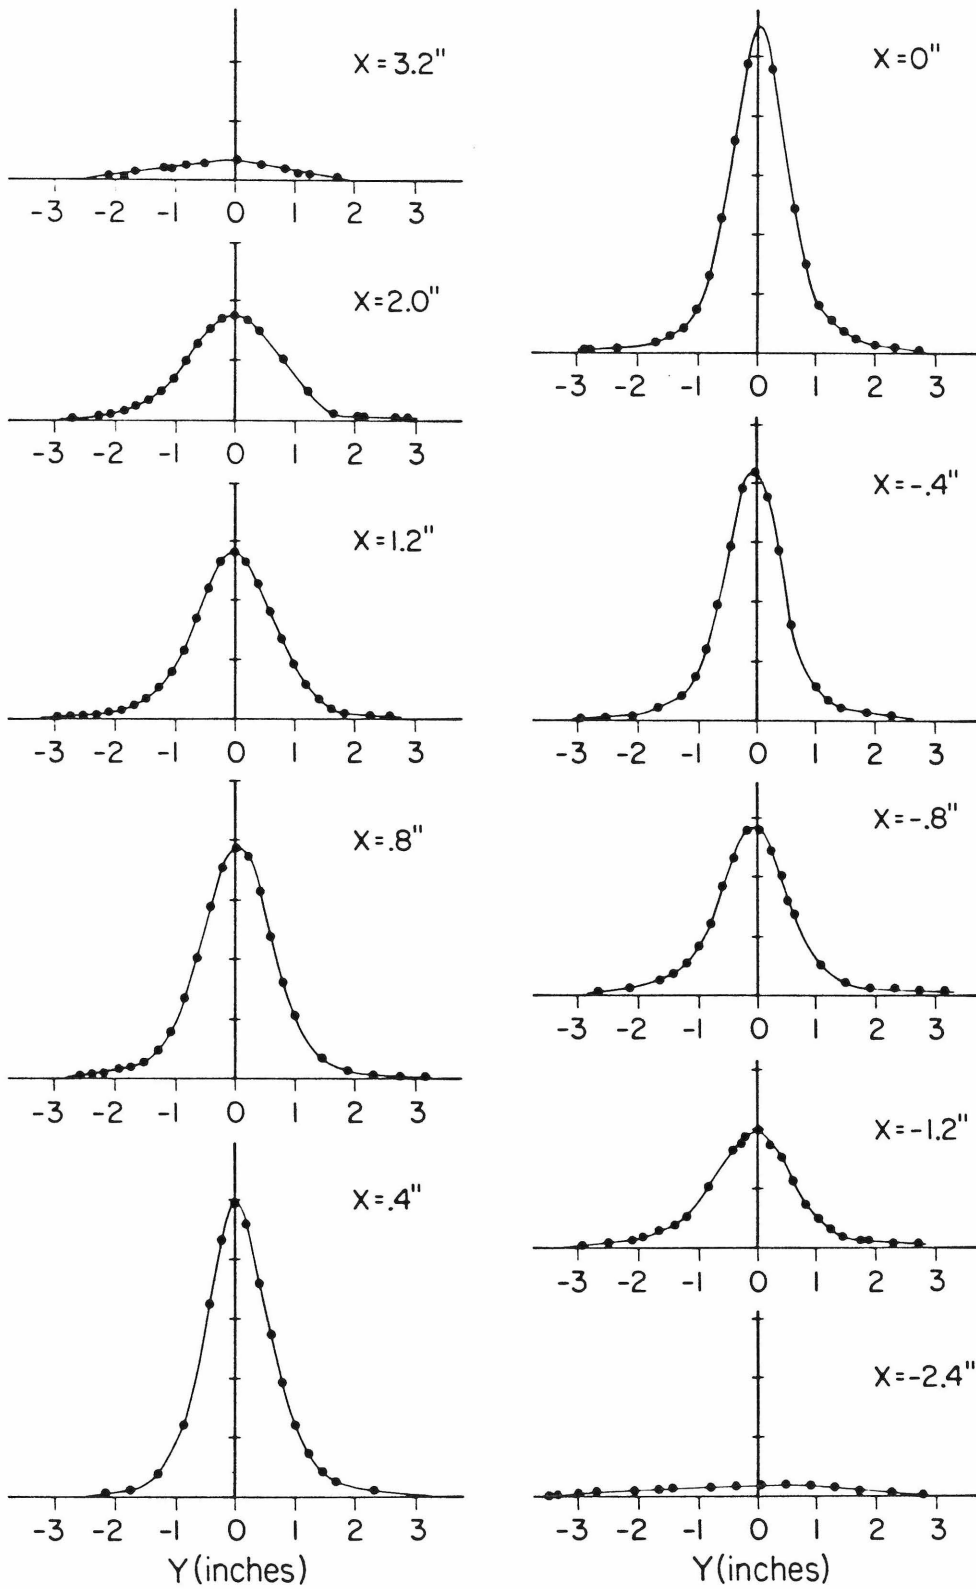 X=3.2"
-3 -2 -1 0 1 2 3
X=2.0"
-3 -2 -1 0 1 2 3
X=1.2"
-3 -2 -1 0 1 2 3
X=.8"
-3 -2 -1 0 1 2 3
X=.4"
-3 -2 -1 0 1 2 3
Y (inches)
X=0"
-3 -2 -1 0 1 2 3
X=-.4"
-3 -2 -1 0 1 2 3
X=-.8"
-3 -2 -1 0 1 2 3
X=-1.2"
-3 -2 -1 0 1 2 3
X=-2.4"
-3 -2 -1 0 1 2 3
Y (inches)